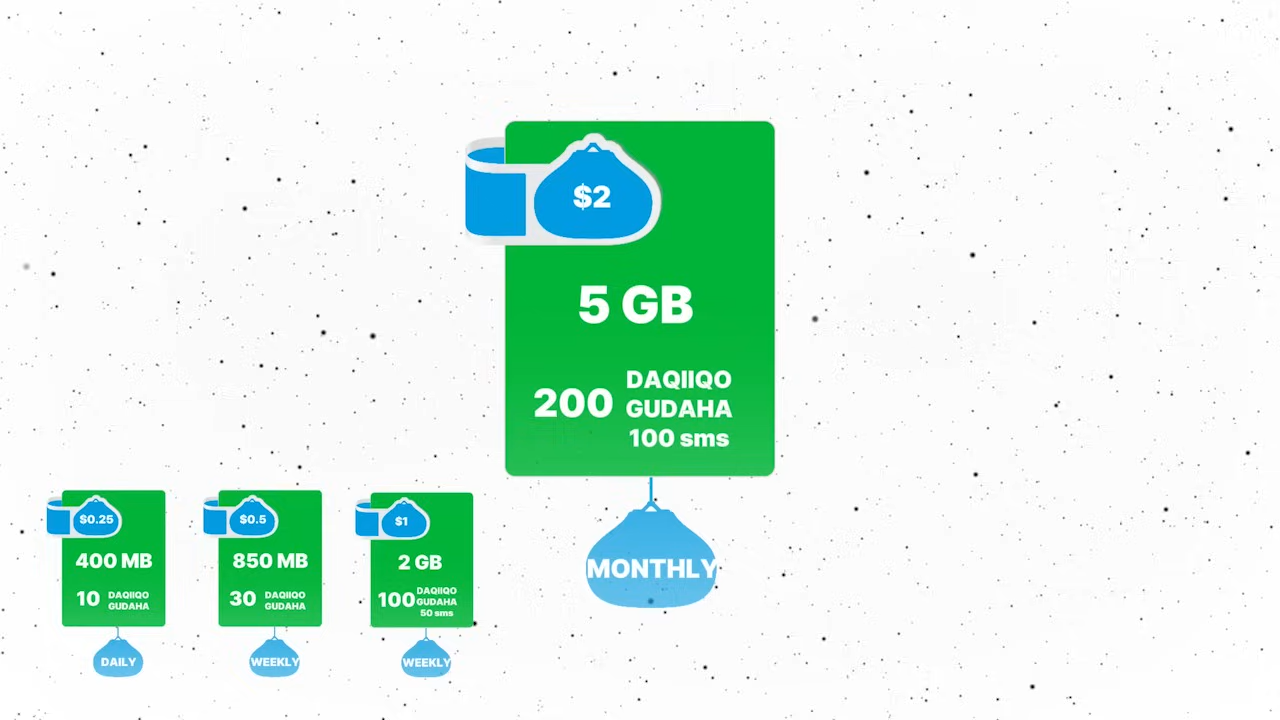 $2
5 GB
200
DAQIIQO
GUDAHA
100 sms
MONTHLY
$0.25
400 MB
10
DAQIIQO
GUDAHA
DAILY
$0.5
850 MB
30
DAQIIQO
GUDAHA
WEEKLY
$1
2 GB
100
DAQIIQO
GUDAHA
50 sms
WEEKLY